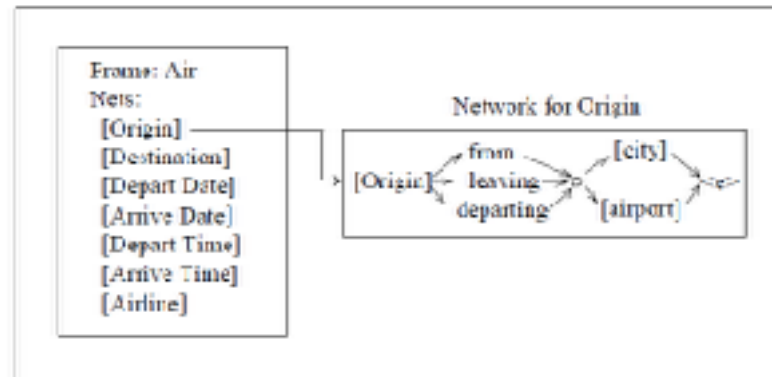 Frame: Air
Nets:
[Origin]
[Destination]
[Depart Date]
[Arrive Date]
[Depart Time]
[Arrive Time]
[Airline]
Network for Origin
[Origin]
from
leaving
departing
[city]
[airport]